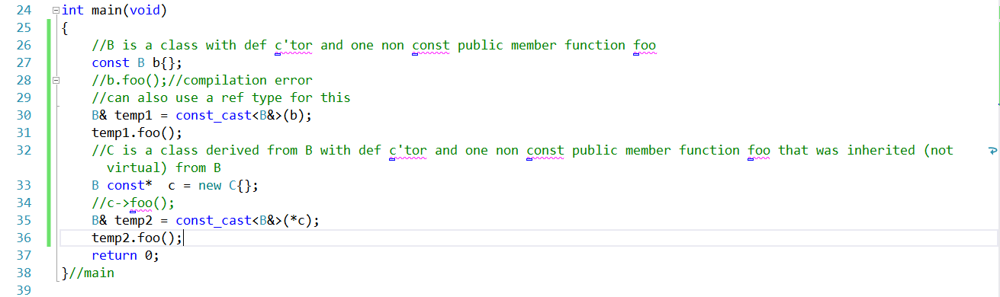 24 int main(void)
25 {
26 //B is a class with def c'tor and one non const public member function foo
27 const B b{};
28 //b.foo();//compilation error
29 //can also use a ref type for this
30 B& temp1 = const_cast<B&>(b);
31 temp1.foo();
32 //C is a class derived from B with def c'tor and one non const public member function foo that was inherited (not
virtual) from B
33 B const*  c = new C{};
34 //c->foo();
35 B& temp2 = const_cast<B&>(*c);
36 temp2.foo();
37 return 0;
38 }//main
39